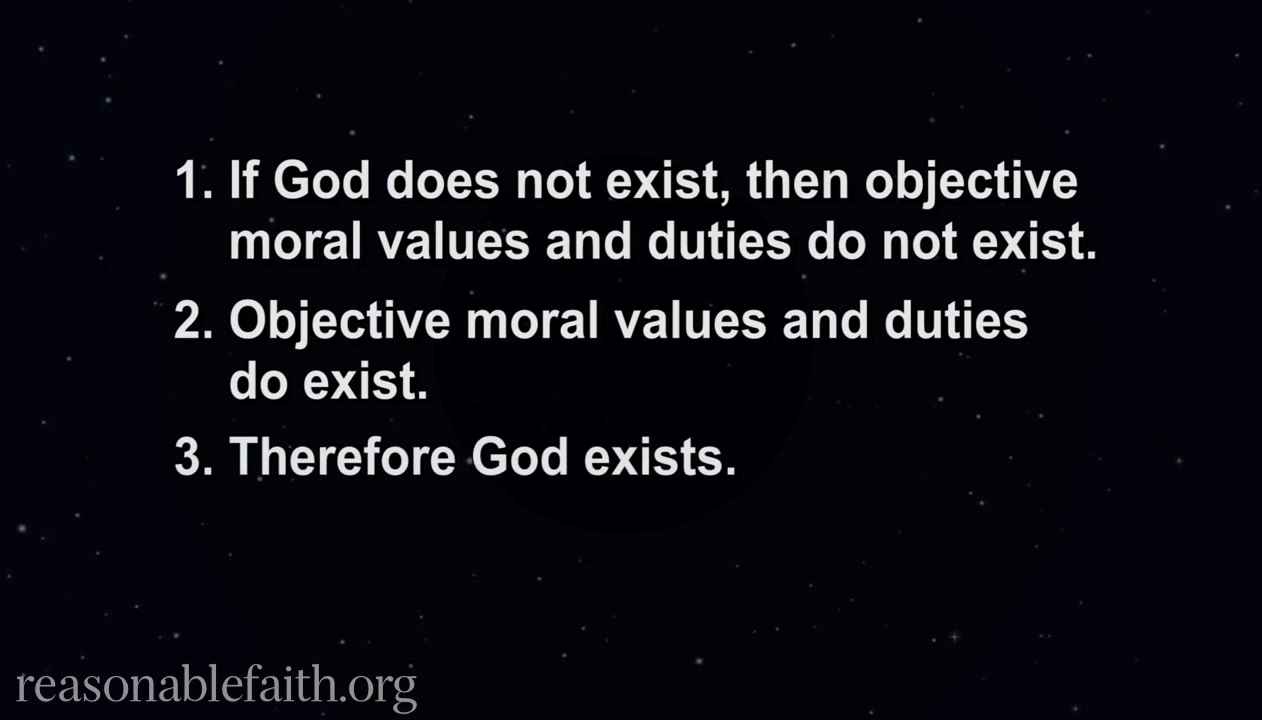 1. If God does not exist, then objective
moral values and duties do not exist.
2. Objective moral values and duties
do exist.
3. Therefore God exists.
reasonablefaith.org